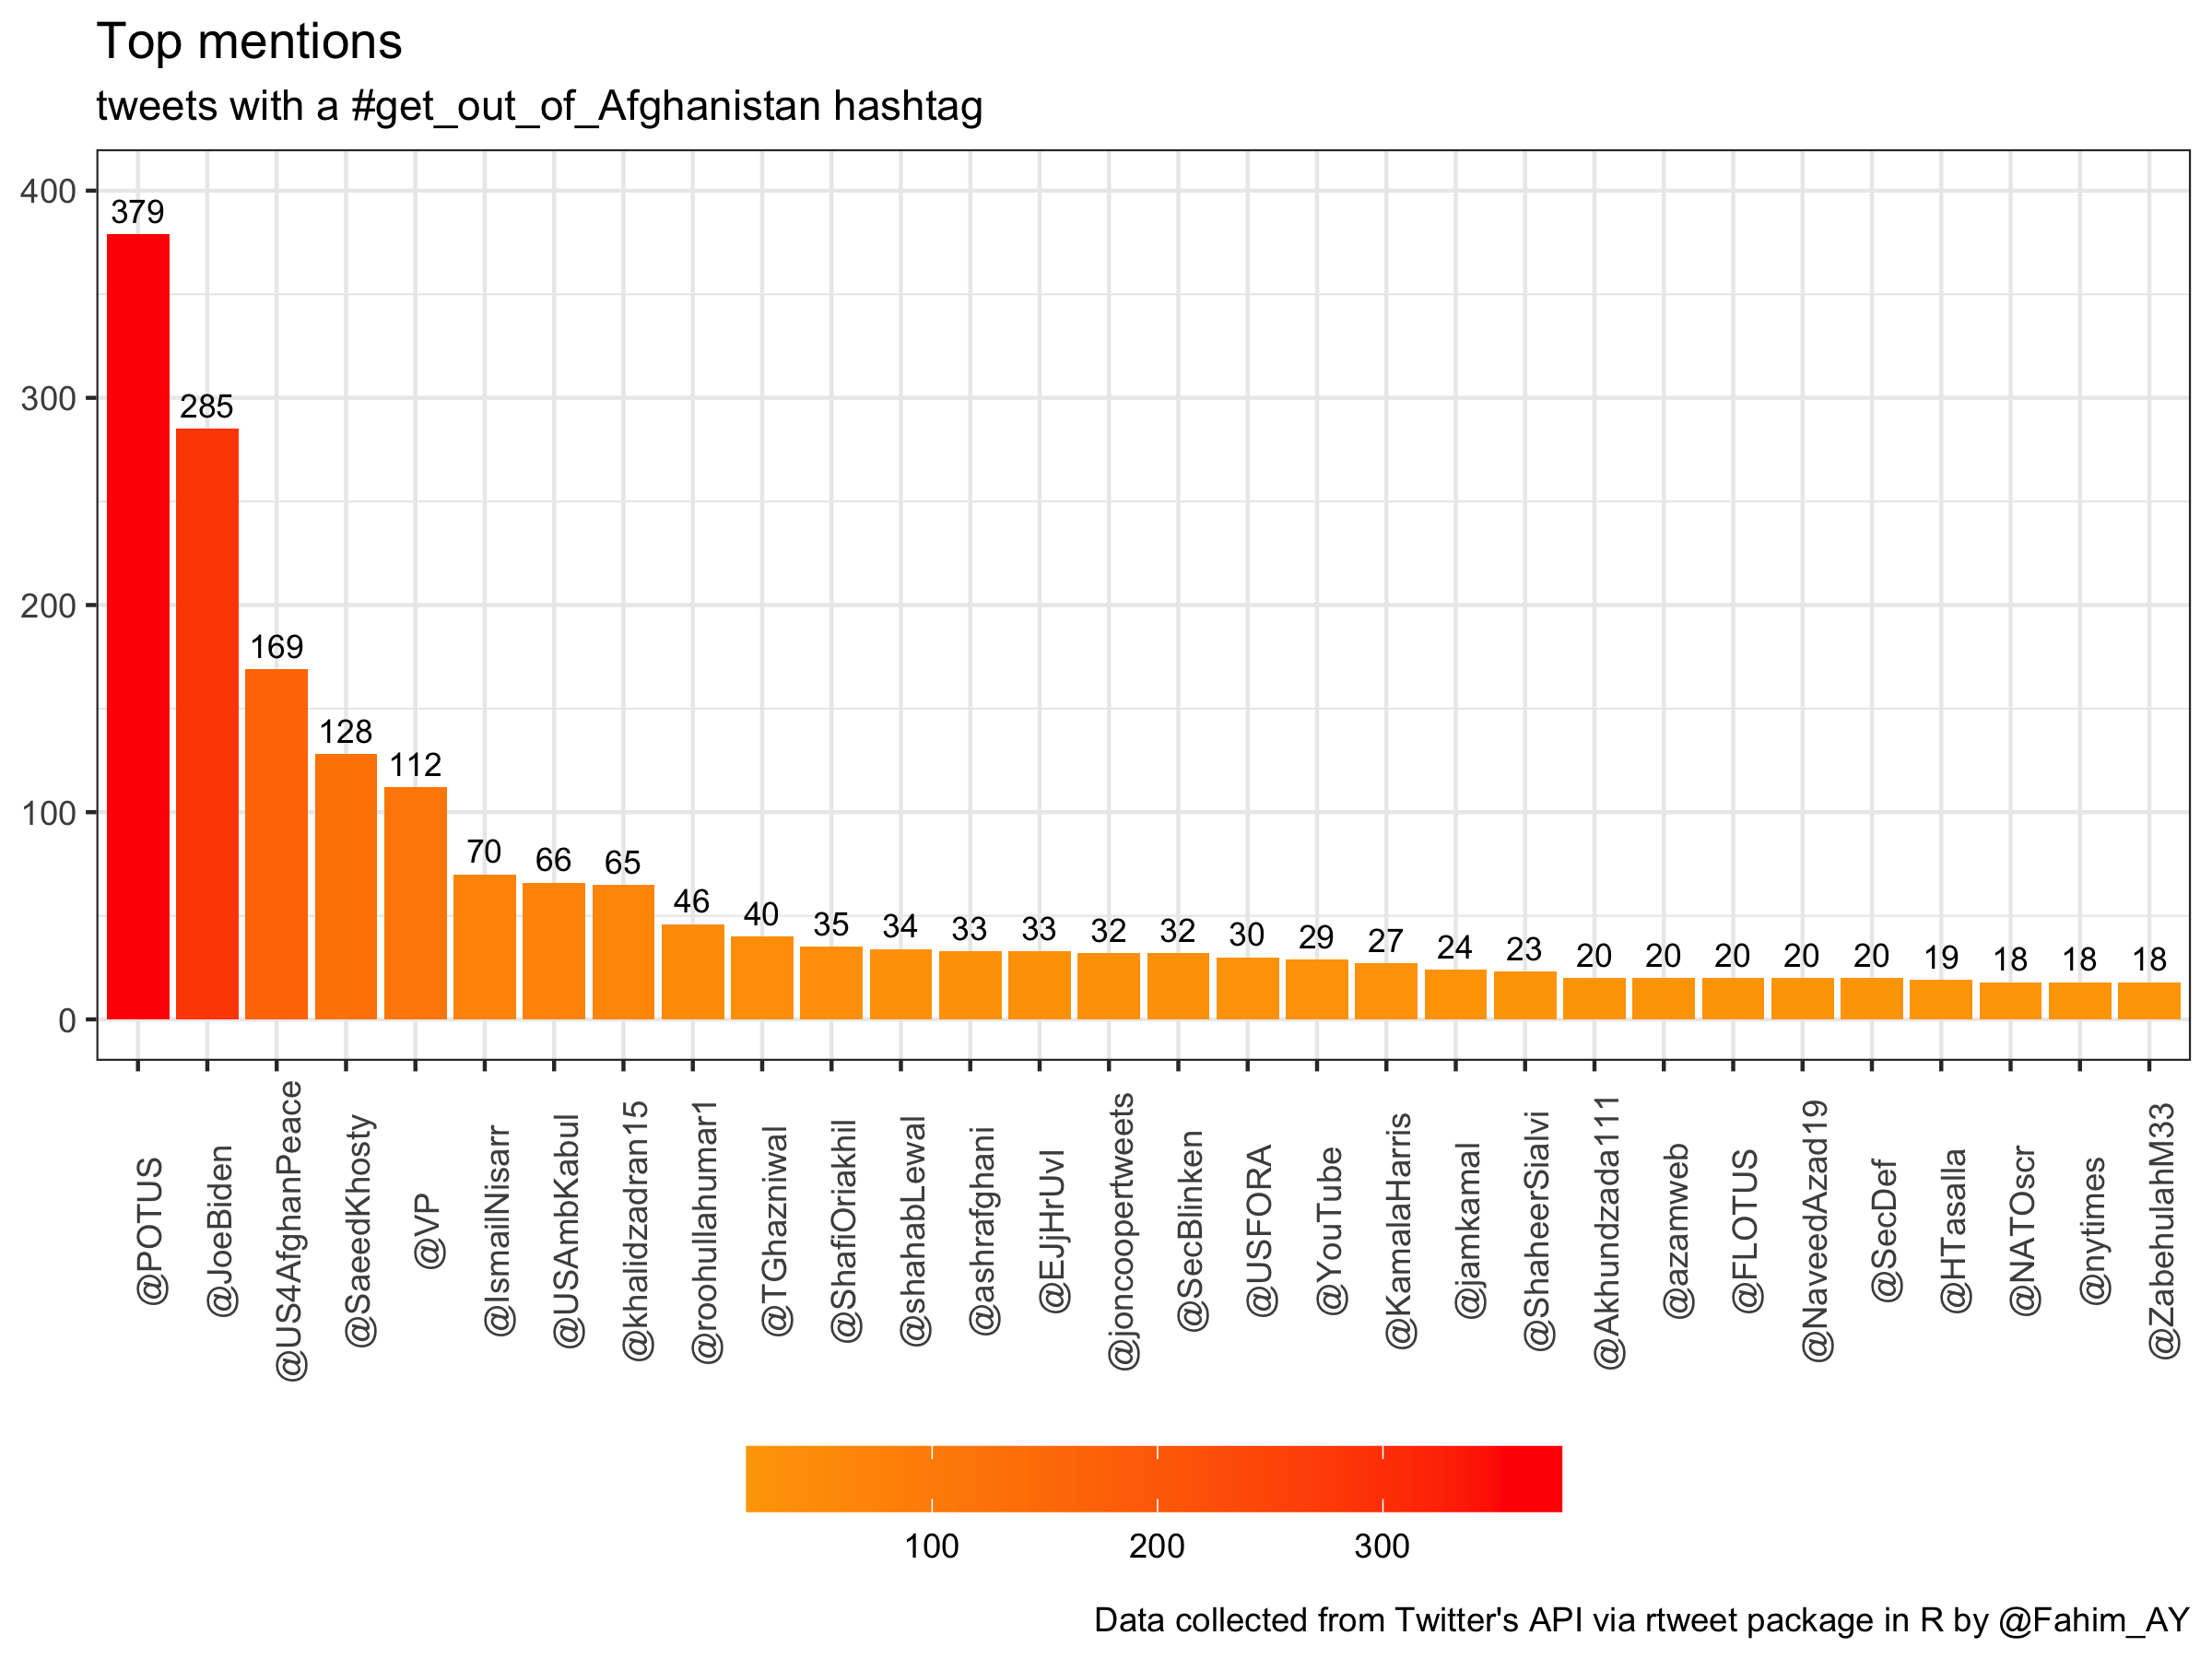 Top mentions
tweets with a #get_out_of_Afghanistan hashtag
400
300
200
100
0
379
285
169
128
112
70
66
65
46
40
35
34
33
33
32
32
30
29
27
24
23
20
20
20
20
20
19
18
18
18
@POTUS
@JoeBiden
@US4AfghanPeace
@SaeedKhosty
@VP
@IsmailNisarr
@USAmbKabul
@khalidzadran15
@roohullahumar1
@TGhazniwal
@ShafiOriakhil
@shahabLewal
@ashrafghani
@EJjHrUvI
@joncoopertweets
@SecBlinken
@USFORA
@YouTube
@KamalaHarris
@jamkamal
@ShaheerSialvi
@Akhundzada111
@azamweb
@FLOTUS
@NaveedAzad19
@SecDef
@HTasalla
@NATOscr
@nytimes
@ZabehulahM33
100
200
300
Data collected from Twitter's API via rtweet package in R by @Fahim_AY